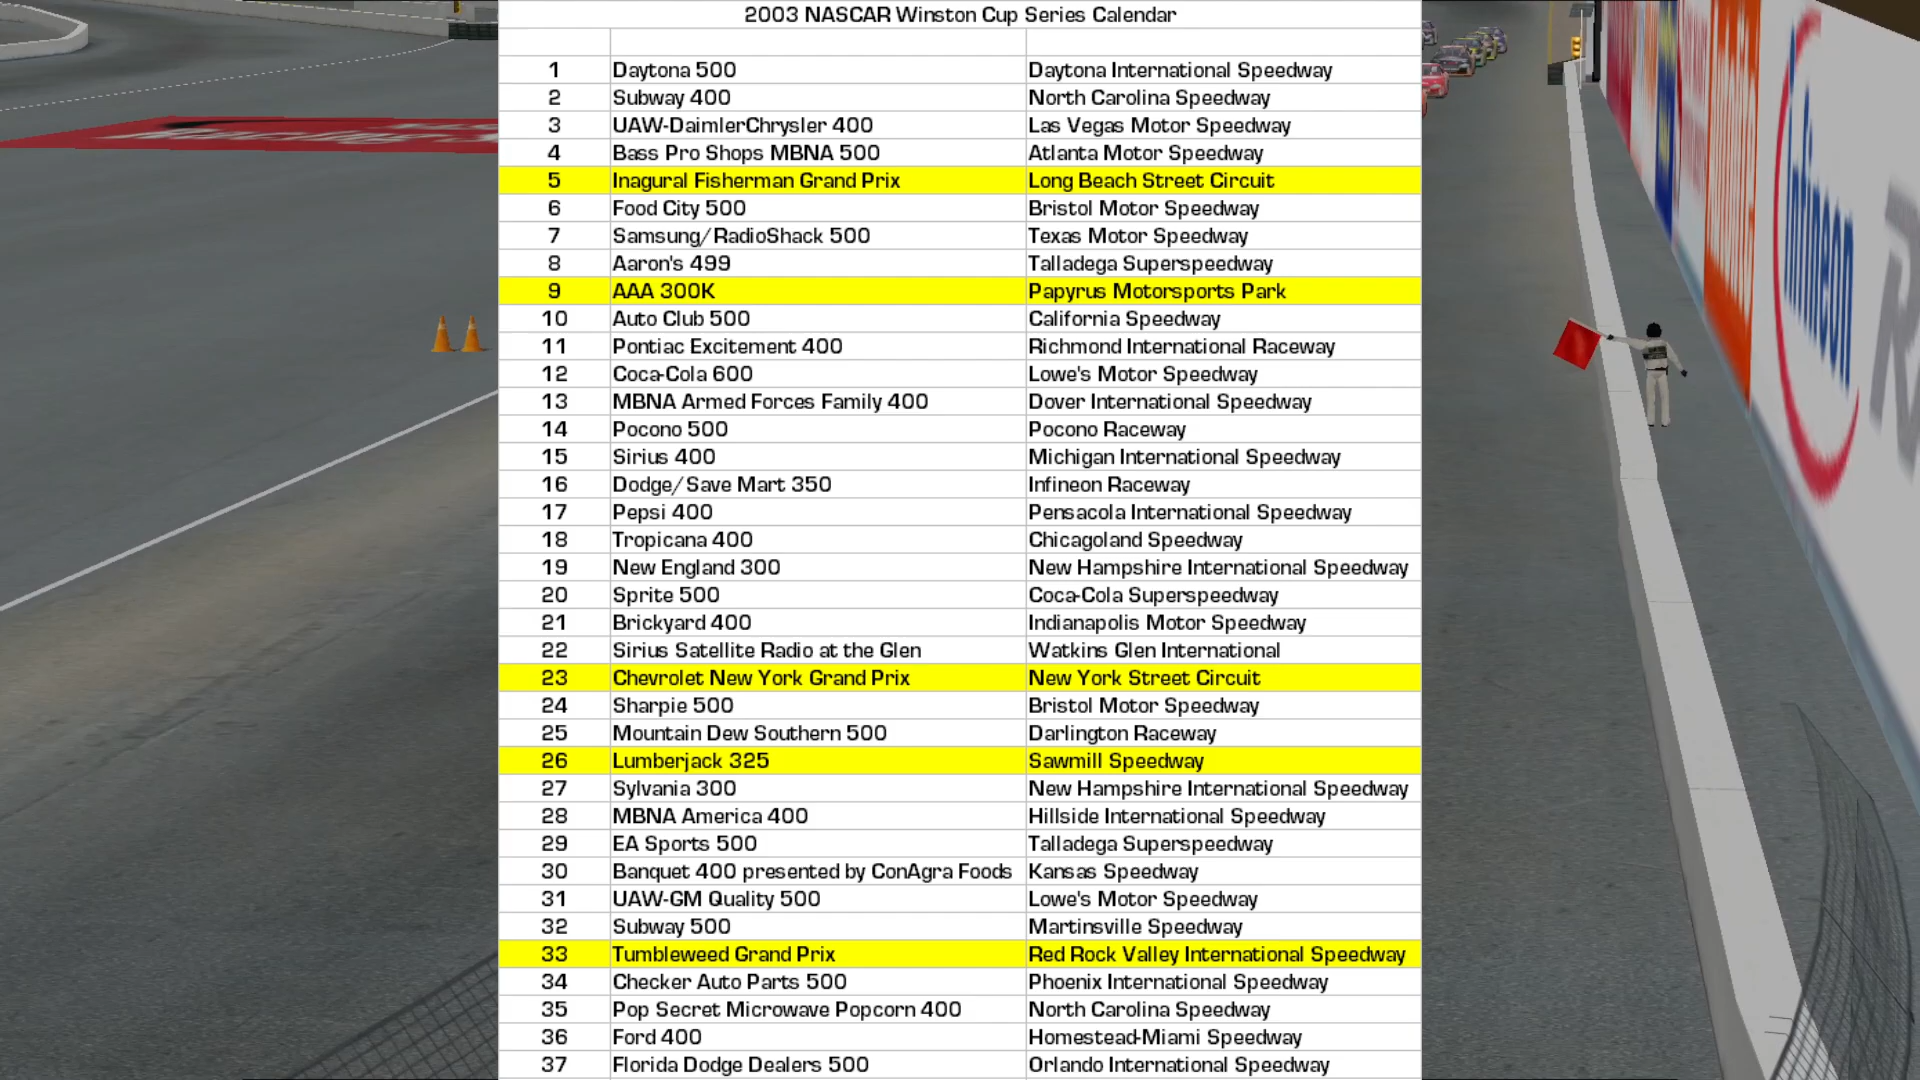 2003 NASCAR Winston Cup Series Calendar
1 Daytona 500 Daytona International Speedway
2 Subway 400 North Carolina Speedway
3 UAW-DaimlerChrysler 400 Las Vegas Motor Speedway
4 Bass Pro Shops MBNA 500 Atlanta Motor Speedway
5 Inagural Fisherman Grand Prix Long Beach Street Circuit
6 Food City 500 Bristol Motor Speedway
7 Samsung/RadioShack 500 Texas Motor Speedway
8 Aaron's 499 Talladega Superspeedway
9 AAA 300K Papyrus Motorsports Park
10 Auto Club 500 California Speedway
11 Pontiac Excitement 400 Richmond International Raceway
12 Coca-Cola 600 Lowe's Motor Speedway
13 MBNA Armed Forces Family 400 Dover International Speedway
14 Pocono 500 Pocono Raceway
15 Sirius 400 Michigan International Speedway
16 Dodge/Save Mart 350 Infineon Raceway
17 Pepsi 400 Pensacola International Speedway
18 Tropicana 400 Chicagoland Speedway
19 New England 300 New Hampshire International Speedway
20 Sprite 500 Coca-Cola Superspeedway
21 Brickyard 400 Indianapolis Motor Speedway
22 Sirius Satellite Radio at the Glen Watkins Glen International
23 Chevrolet New York Grand Prix New York Street Circuit
24 Sharpie 500 Bristol Motor Speedway
25 Mountain Dew Southern 500 Darlington Raceway
26 Lumberjack 325 Sawmill Speedway
27 Sylvania 300 New Hampshire International Speedway
28 MBNA America 400 Hillside International Speedway
29 EA Sports 500 Talladega Superspeedway
30 Banquet 400 presented by ConAgra Foods Kansas Speedway
31 UAW-GM Quality 500 Lowe's Motor Speedway
32 Subway 500 Martinsville Speedway
33 Tumbleweed Grand Prix Red Rock Valley International Speedway
34 Checker Auto Parts 500 Phoenix International Speedway
35 Pop Secret Microwave Popcorn 400 North Carolina Speedway
36 Ford 400 Homestead-Miami Speedway
37 Florida Dodge Dealers 500 Orlando International Speedway
Infineon